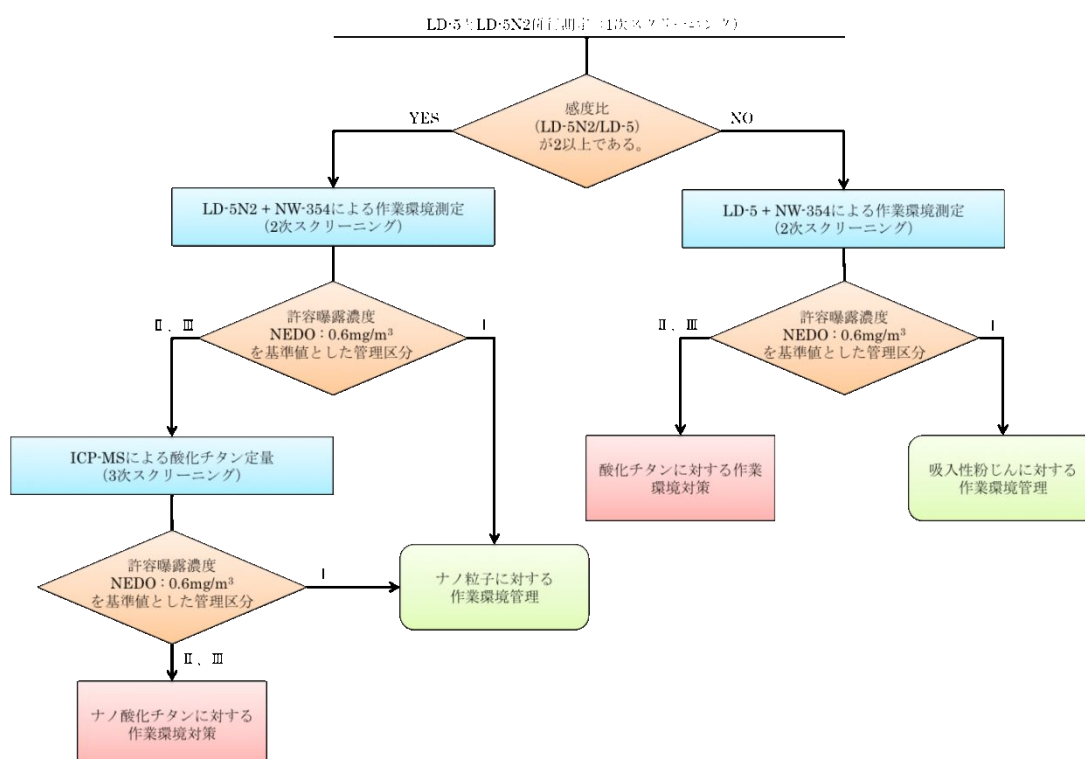 LD-5とLD-5N2併行測定（1次スクリーニング）
感度比
（LD-5N2/LD-5）
が2以上である。
YES
NO
LD-5N2 + NW-354による作業環境測定
（2次スクリーニング）
LD-5 + NW-354による作業環境測定
（2次スクリーニング）
許容曝露濃度
NEDO：0.6mg/m³
を基準値とした管理区分
Ⅱ、Ⅲ
Ⅰ
許容曝露濃度
NEDO：0.6mg/m³
を基準値とした管理区分
Ⅱ、Ⅲ
Ⅰ
ICP-MSによる酸化チタン定量
（3次スクリーニング）
酸化チタンに対する作業
環境対策
吸入性粉じんに対する
作業環境管理
許容曝露濃度
NEDO：0.6mg/m³
を基準値とした管理区分
Ⅰ
Ⅱ、Ⅲ
ナノ粒子に対する
作業環境管理
ナノ酸化チタンに対する
作業環境対策